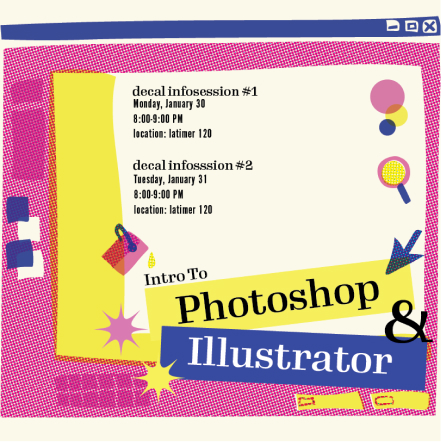 decal infosession #1
Monday, January 30
8:00-9:00 PM
location: latimer 120
decal infosssion #2
Tuesday, January 31
8:00-9:00 PM
location: latimer 120
Intro To
Photoshop
&
Illustrator